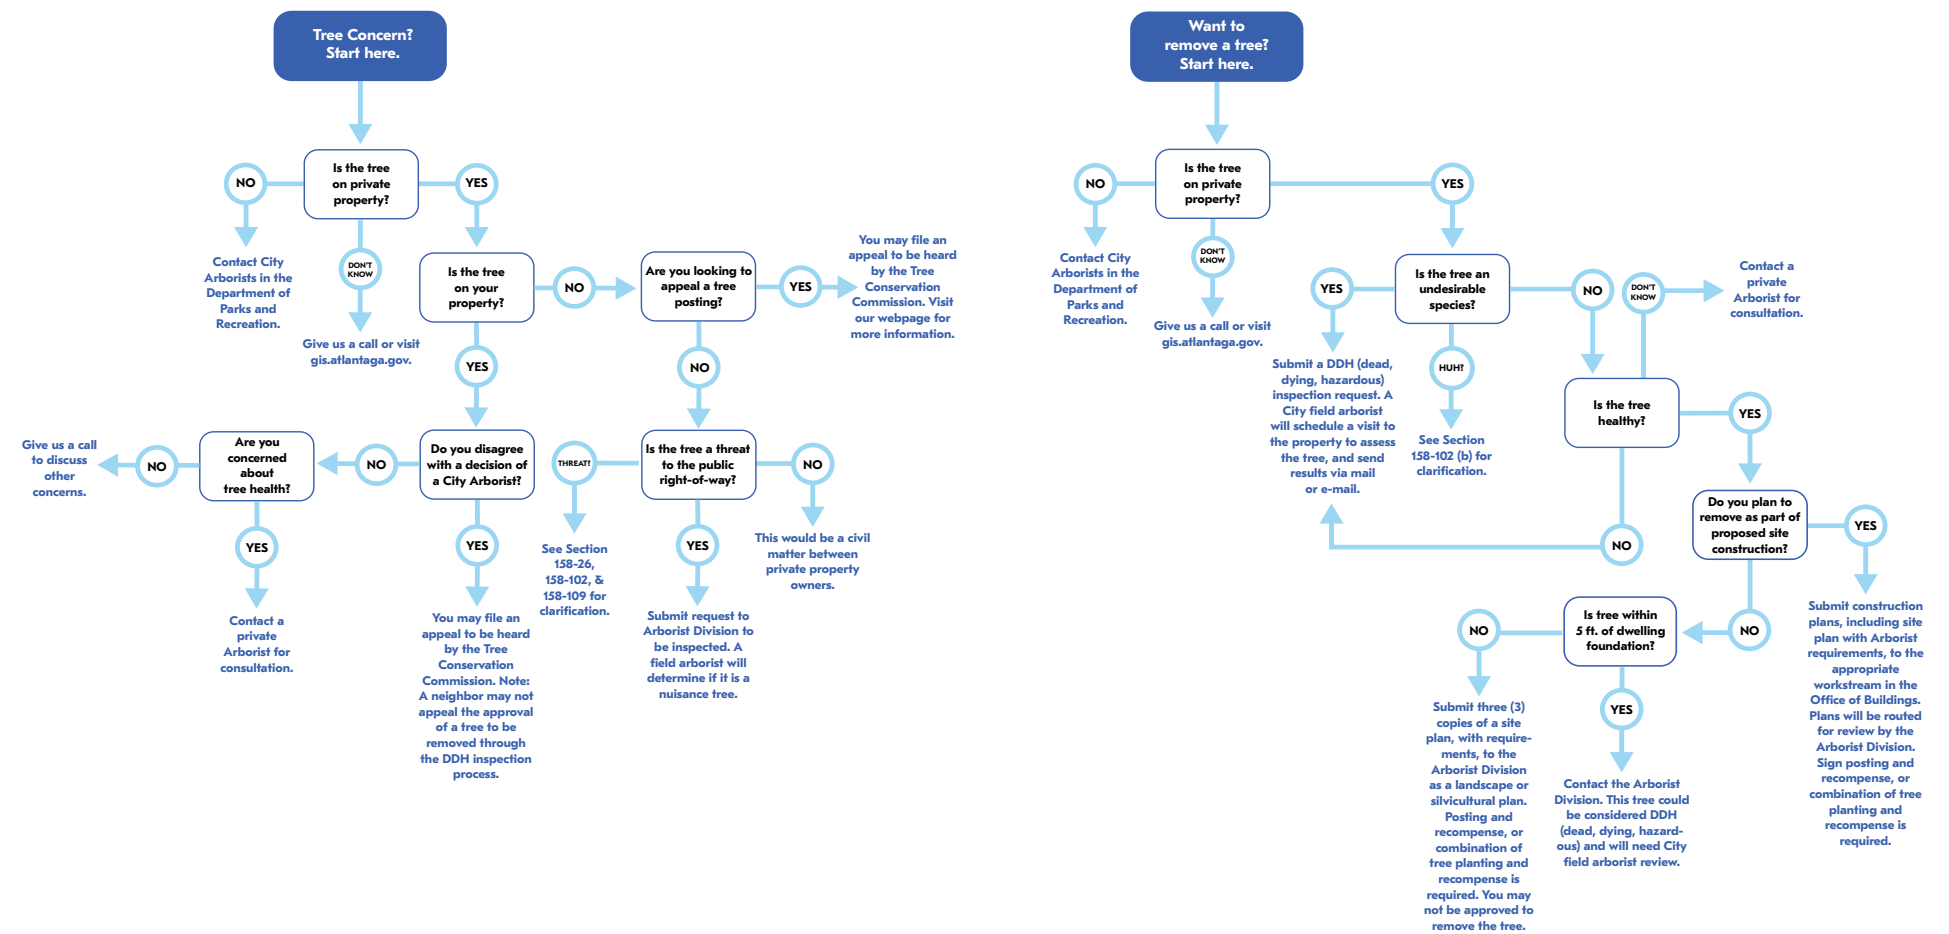 Tree Concern?
Start here.
Is the tree
on private
property?
NO
Contact City
Arborists in the
Department of
Parks and
Recreation.
DON'T
KNOW
Give us a call or visit
gis.atlantaga.gov.
YES
Is the tree
on your
property?
NO
Are you looking to
appeal a tree
posting?
YES
You may file an
appeal to be heard
by the Tree
Conservation
Commission. Visit
our webpage for
more information.
NO
Is the tree a threat
to the public
right-of-way?
THREAT?
See Section
158-26,
158-102, &
158-109 for
clarification.
YES
Submit request to
Arborist Division to
be inspected. A
field arborist will
determine if it is a
nuisance tree.
NO
This would be a civil
matter between
private property
owners.
YES
Do you disagree
with a decision of
a City Arborist?
YES
You may file an
appeal to be heard
by the Tree
Conservation
Commission. Note:
A neighbor may not
appeal the approval
of a tree to be
removed through
the DDH inspection
process.
NO
Are you
concerned
about
tree health?
YES
Contact a
private
Arborist for
consultation.
NO
Give us a call
to discuss
other
concerns.
Want to
remove a tree?
Start here.
Is the tree
on private
property?
NO
Contact City
Arborists in the
Department of
Parks and
Recreation.
DON'T
KNOW
Give us a call or visit
gis.atlantaga.gov.
YES
Is the tree an
undesirable
species?
YES
Submit a DDH (dead,
dying, hazardous)
inspection request. A
City field arborist
will schedule a visit to
the property to assess
the tree, and send
results via mail
or e-mail.
HUH?
See Section
158-102 (b) for
clarification.
NO
Is the tree
healthy?
DON'T
KNOW
Contact a
private
Arborist for
consultation.
NO
YES
Do you plan to
remove as part of
proposed site
construction?
YES
Submit construction
plans, including site
plan with Arborist
requirements, to the
appropriate
workstream in the
Office of Buildings.
Plans will be routed
for review by the
Arborist Division.
Sign posting and
recompense, or
combination of tree
planting and
recompense is
required.
NO
Is tree within
5 ft. of dwelling
foundation?
NO
Submit three (3)
copies of a site
plan, with require-
ments, to the
Arborist Division
as a landscape or
silvicultural plan.
Posting and
recompense, or
combination of
tree planting and
recompense is
required. You may
not be approved to
remove the tree.
YES
Contact the Arborist
Division. This tree could
be considered DDH
(dead, dying, hazard-
ous) and will need City
field arborist review.